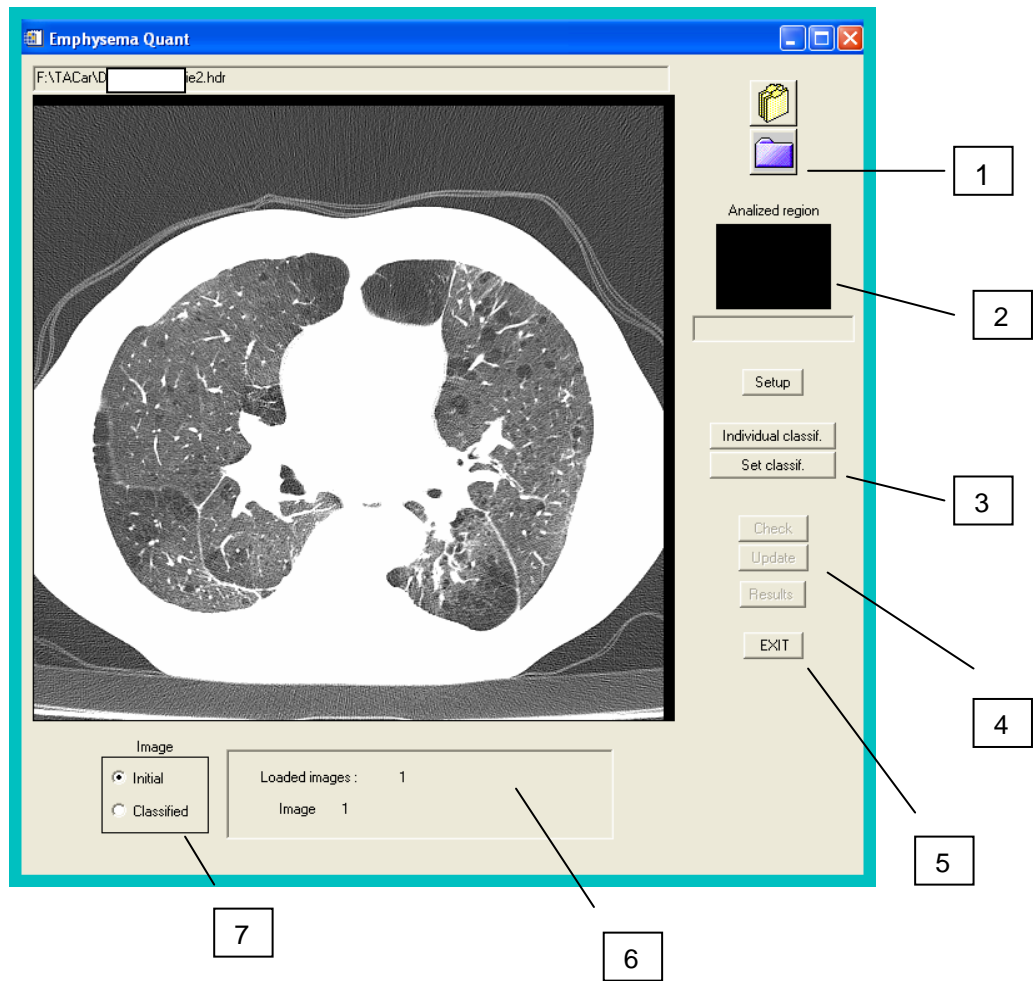 Emphysema Quant
F:\TACar\D ie2.hdr
1
Analized region
2
Setup
Individual classif.
Set classif.
3
Check
Update
Results
EXIT
4
Image
Initial
Classified
Loaded images : 1
Image 1
5
7
6